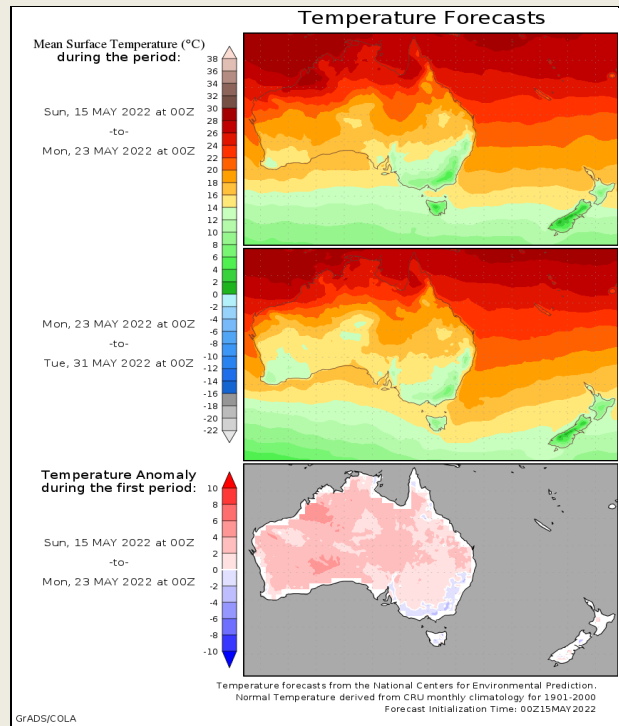 Temperature Forecasts
Mean Surface Temperature (°C)
during the period:
Sun, 15 MAY 2022 at 00Z
-to-
Mon, 23 MAY 2022 at 00Z
38
36
34
32
30
28
26
24
22
20
18
16
14
12
10
8
6
4
2
0
-2
-4
-6
-8
-10
-12
-14
-16
-18
-20
-22
Mon, 23 MAY 2022 at 00Z
-to-
Tue, 31 MAY 2022 at 00Z
Temperature Anomaly
during the first period:
Sun, 15 MAY 2022 at 00Z
-to-
Mon, 23 MAY 2022 at 00Z
10
8
6
4
2
0
-2
-4
-6
-8
-10
Temperature forecasts from the National Centers for Environmental Prediction.
Normal Temperature derived from CRU monthly climatology for 1901-2000
Forecast Initialization Time: 00Z15MAY2022
GrADS/COLA